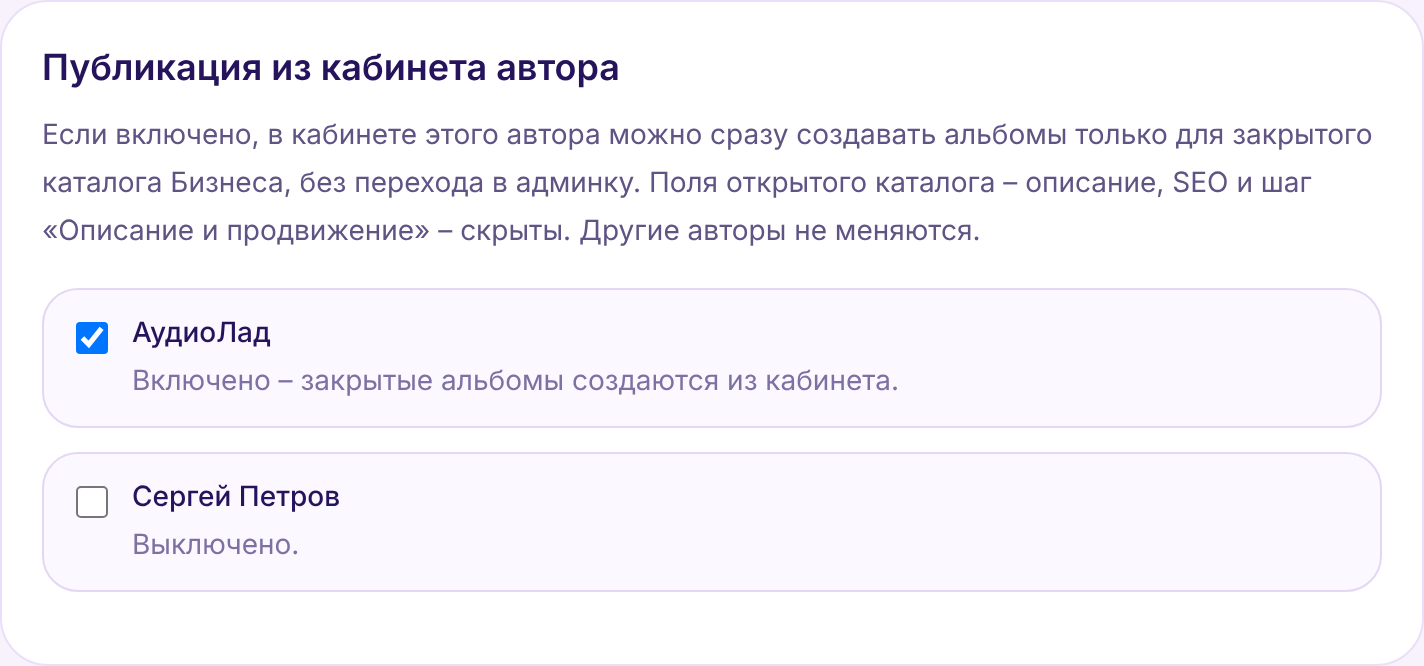 Публикация из кабинета автора
Если включено, в кабинете этого автора можно сразу создавать альбомы только для закрытого
каталога Бизнеса, без перехода в админку. Поля открытого каталога – описание, SEO и шаг
«Описание и продвижение» – скрыты. Другие авторы не меняются.
АудиоЛад
Включено – закрытые альбомы создаются из кабинета.
Сергей Петров
Выключено.